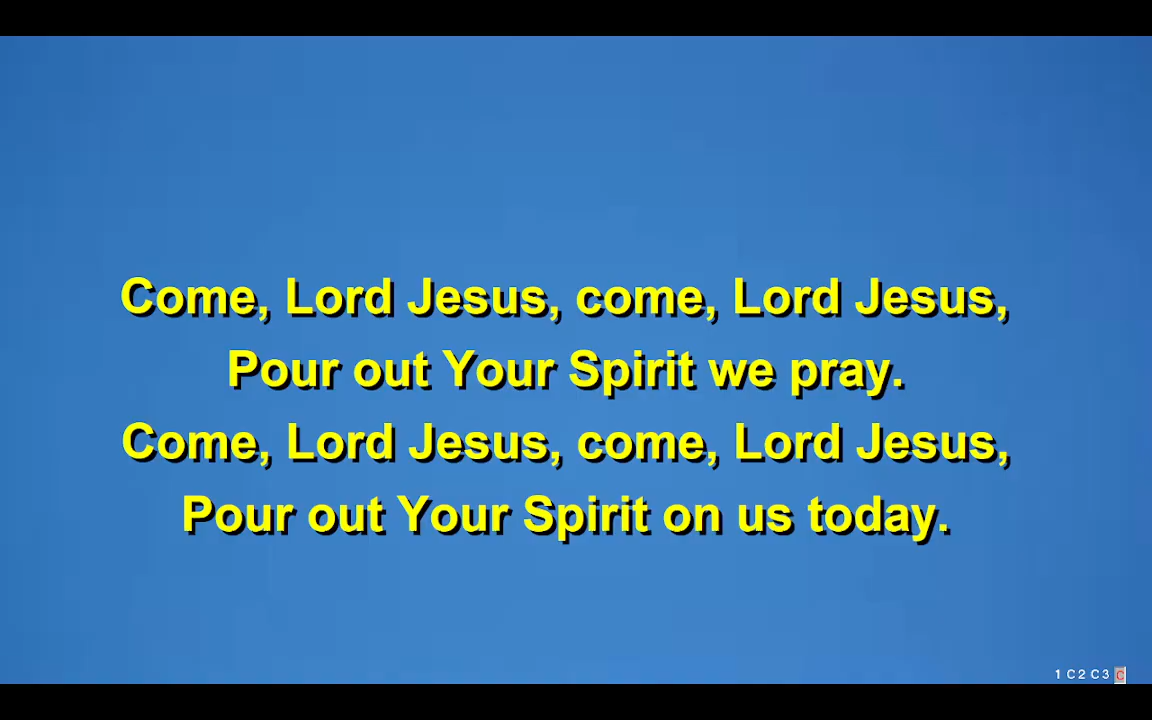 Come, Lord Jesus, come, Lord Jesus,
Pour out Your Spirit we pray.
Come, Lord Jesus, come, Lord Jesus,
Pour out Your Spirit on us today.
1 C2 C3 C